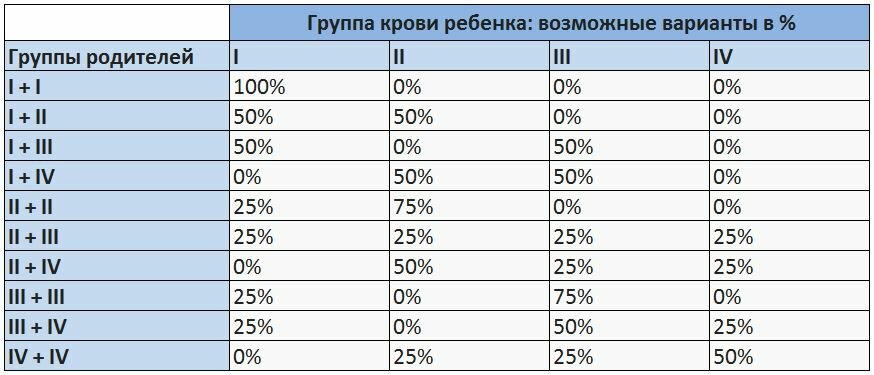 Группа крови ребенка: возможные варианты в %
Группы родителей I II III IV
I + I 100% 0% 0% 0%
I + II 50% 50% 0% 0%
I + III 50% 0% 50% 0%
I + IV 0% 50% 50% 0%
II + II 25% 75% 0% 0%
II + III 25% 25% 25% 25%
II + IV 0% 50% 25% 25%
III + III 25% 0% 75% 0%
III + IV 25% 0% 50% 25%
IV + IV 0% 25% 25% 50%